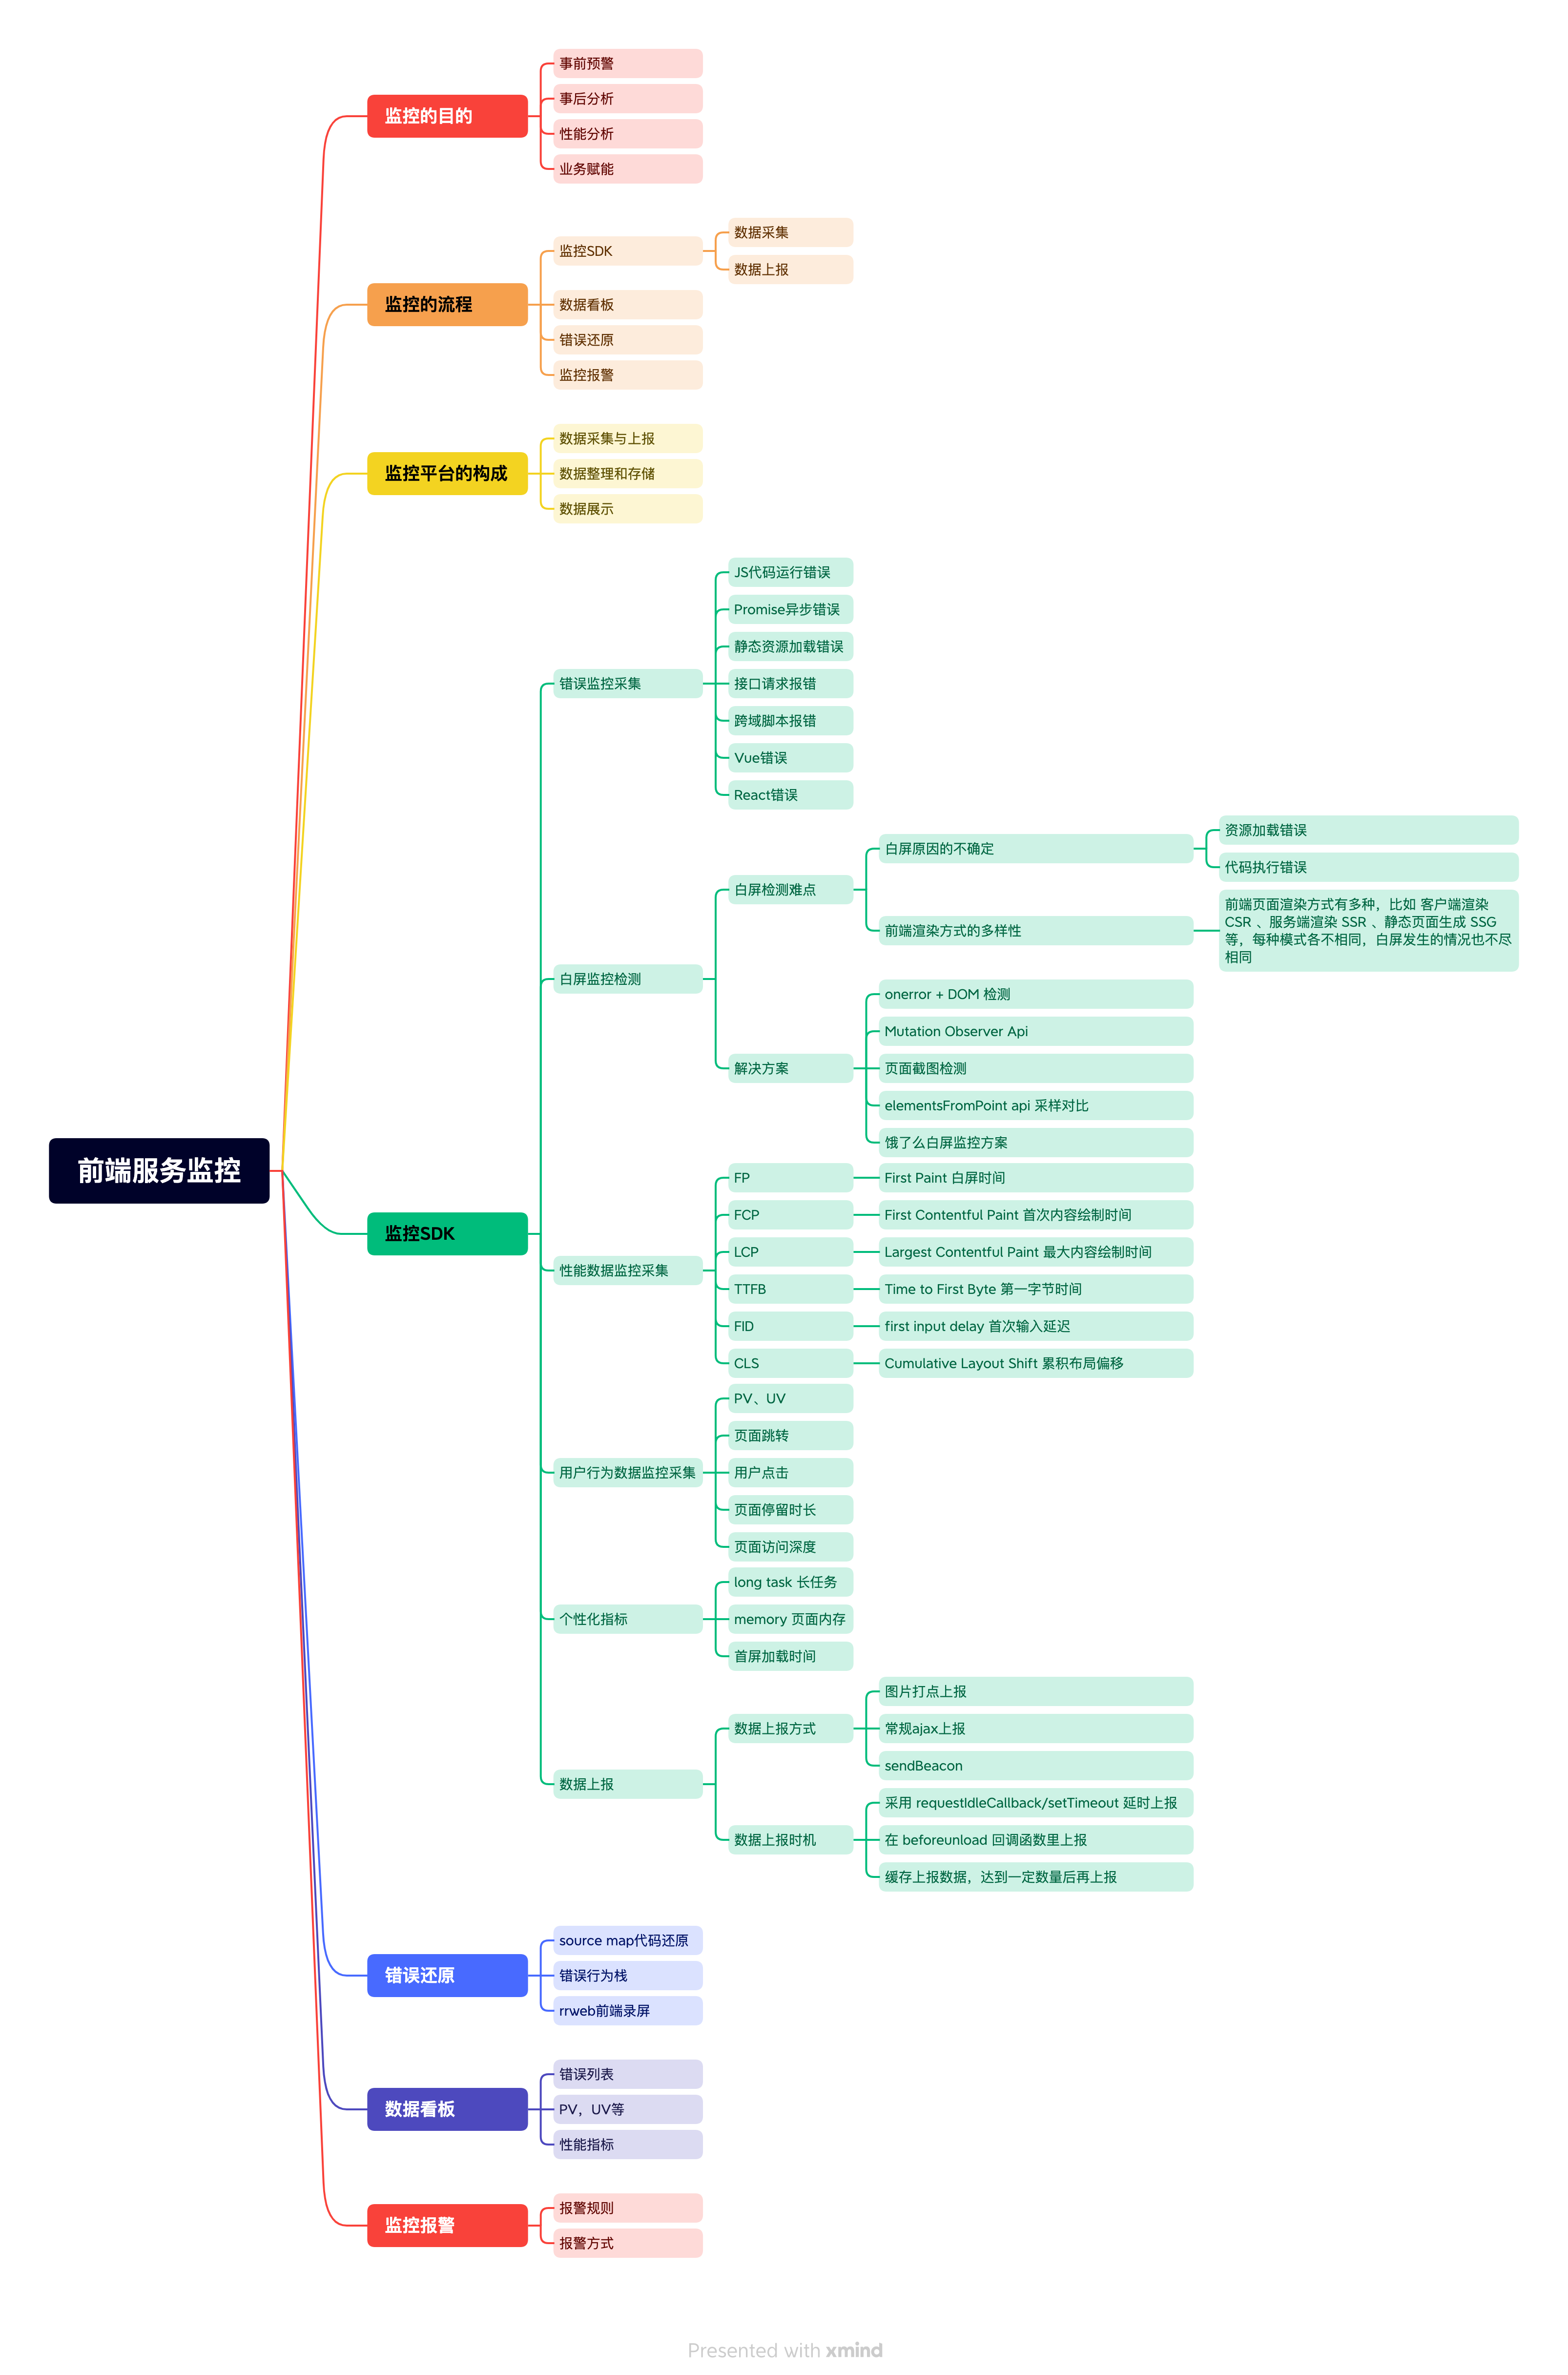 前端服务监控
监控的目的
事前预警
事后分析
性能分析
业务赋能
监控的流程
监控SDK
数据采集
数据上报
数据看板
错误还原
监控报警
监控平台的构成
数据采集与上报
数据整理和存储
数据展示
监控SDK
错误监控采集
JS代码运行错误
Promise异步错误
静态资源加载错误
接口请求报错
跨域脚本报错
Vue错误
React错误
白屏监控检测
白屏检测难点
白屏原因的不确定
资源加载错误
代码执行错误
前端渲染方式的多样性
前端页面渲染方式有多种，比如 客户端渲染
CSR 、服务端渲染 SSR 、静态页面生成 SSG
等，每种模式各不相同，白屏发生的情况也不尽
相同
解决方案
onerror + DOM 检测
Mutation Observer Api
页面截图检测
elementsFromPoint api 采样对比
饿了么白屏监控方案
性能数据监控采集
FP
First Paint 白屏时间
FCP
First Contentful Paint 首次内容绘制时间
LCP
Largest Contentful Paint 最大内容绘制时间
TTFB
Time to First Byte 第一字节时间
FID
first input delay 首次输入延迟
CLS
Cumulative Layout Shift 累积布局偏移
用户行为数据监控采集
PV、UV
页面跳转
用户点击
页面停留时长
页面访问深度
个性化指标
long task 长任务
memory 页面内存
首屏加载时间
数据上报
数据上报方式
图片打点上报
常规ajax上报
sendBeacon
数据上报时机
采用 requestIdleCallback/setTimeout 延时上报
在 beforeunload 回调函数里上报
缓存上报数据，达到一定数量后再上报
错误还原
source map代码还原
错误行为栈
rrweb前端录屏
数据看板
错误列表
PV，UV等
性能指标
监控报警
报警规则
报警方式
Presented with xmind